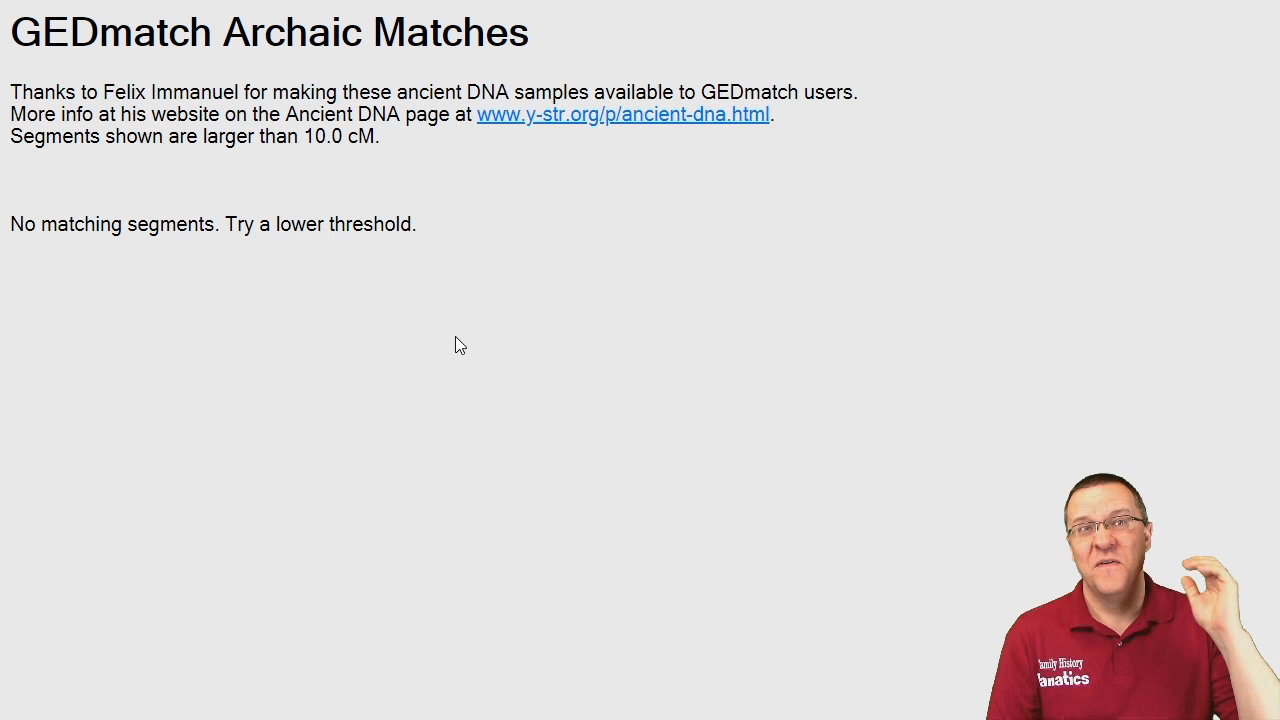 GEDmatch Archaic Matches
Thanks to Felix Immanuel for making these ancient DNA samples available to GEDmatch users.
More info at his website on the Ancient DNA page at www.y-str.org/p/ancient-dna.html.
Segments shown are larger than 10.0 cM.
No matching segments. Try a lower threshold.
amily History
anatics